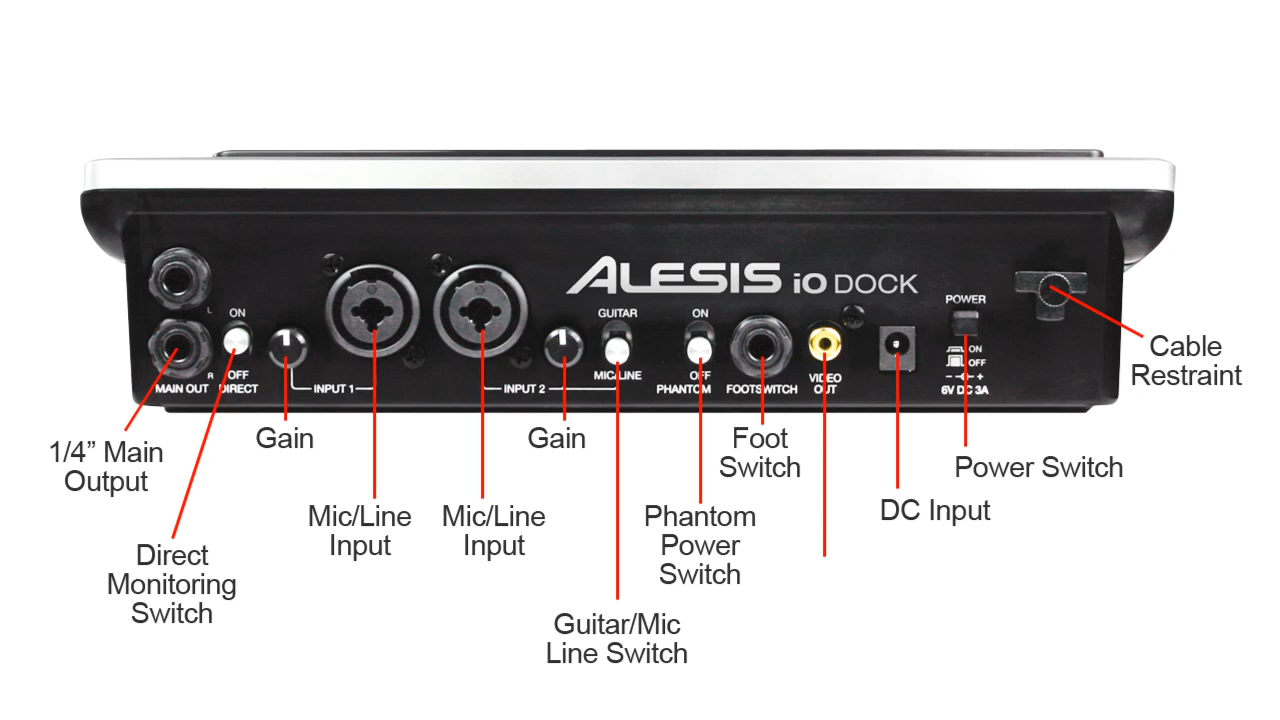 ALESIS iO DOCK
GUITAR
ON
POWER
ON
L
ON
OFF
R
OFF
MIC/LINE
OFF
VIDEO
MAIN OUT
DIRECT
INPUT 1
INPUT 2
PHANTOM
FOOTSWITCH
OUT
6V DC 3A
Cable
Restraint
1/4” Main
Output
Gain
Gain
Foot
Switch
Power Switch
DC Input
Mic/Line
Input
Mic/Line
Input
Phantom
Power
Switch
Direct
Monitoring
Switch
Guitar/Mic
Line Switch